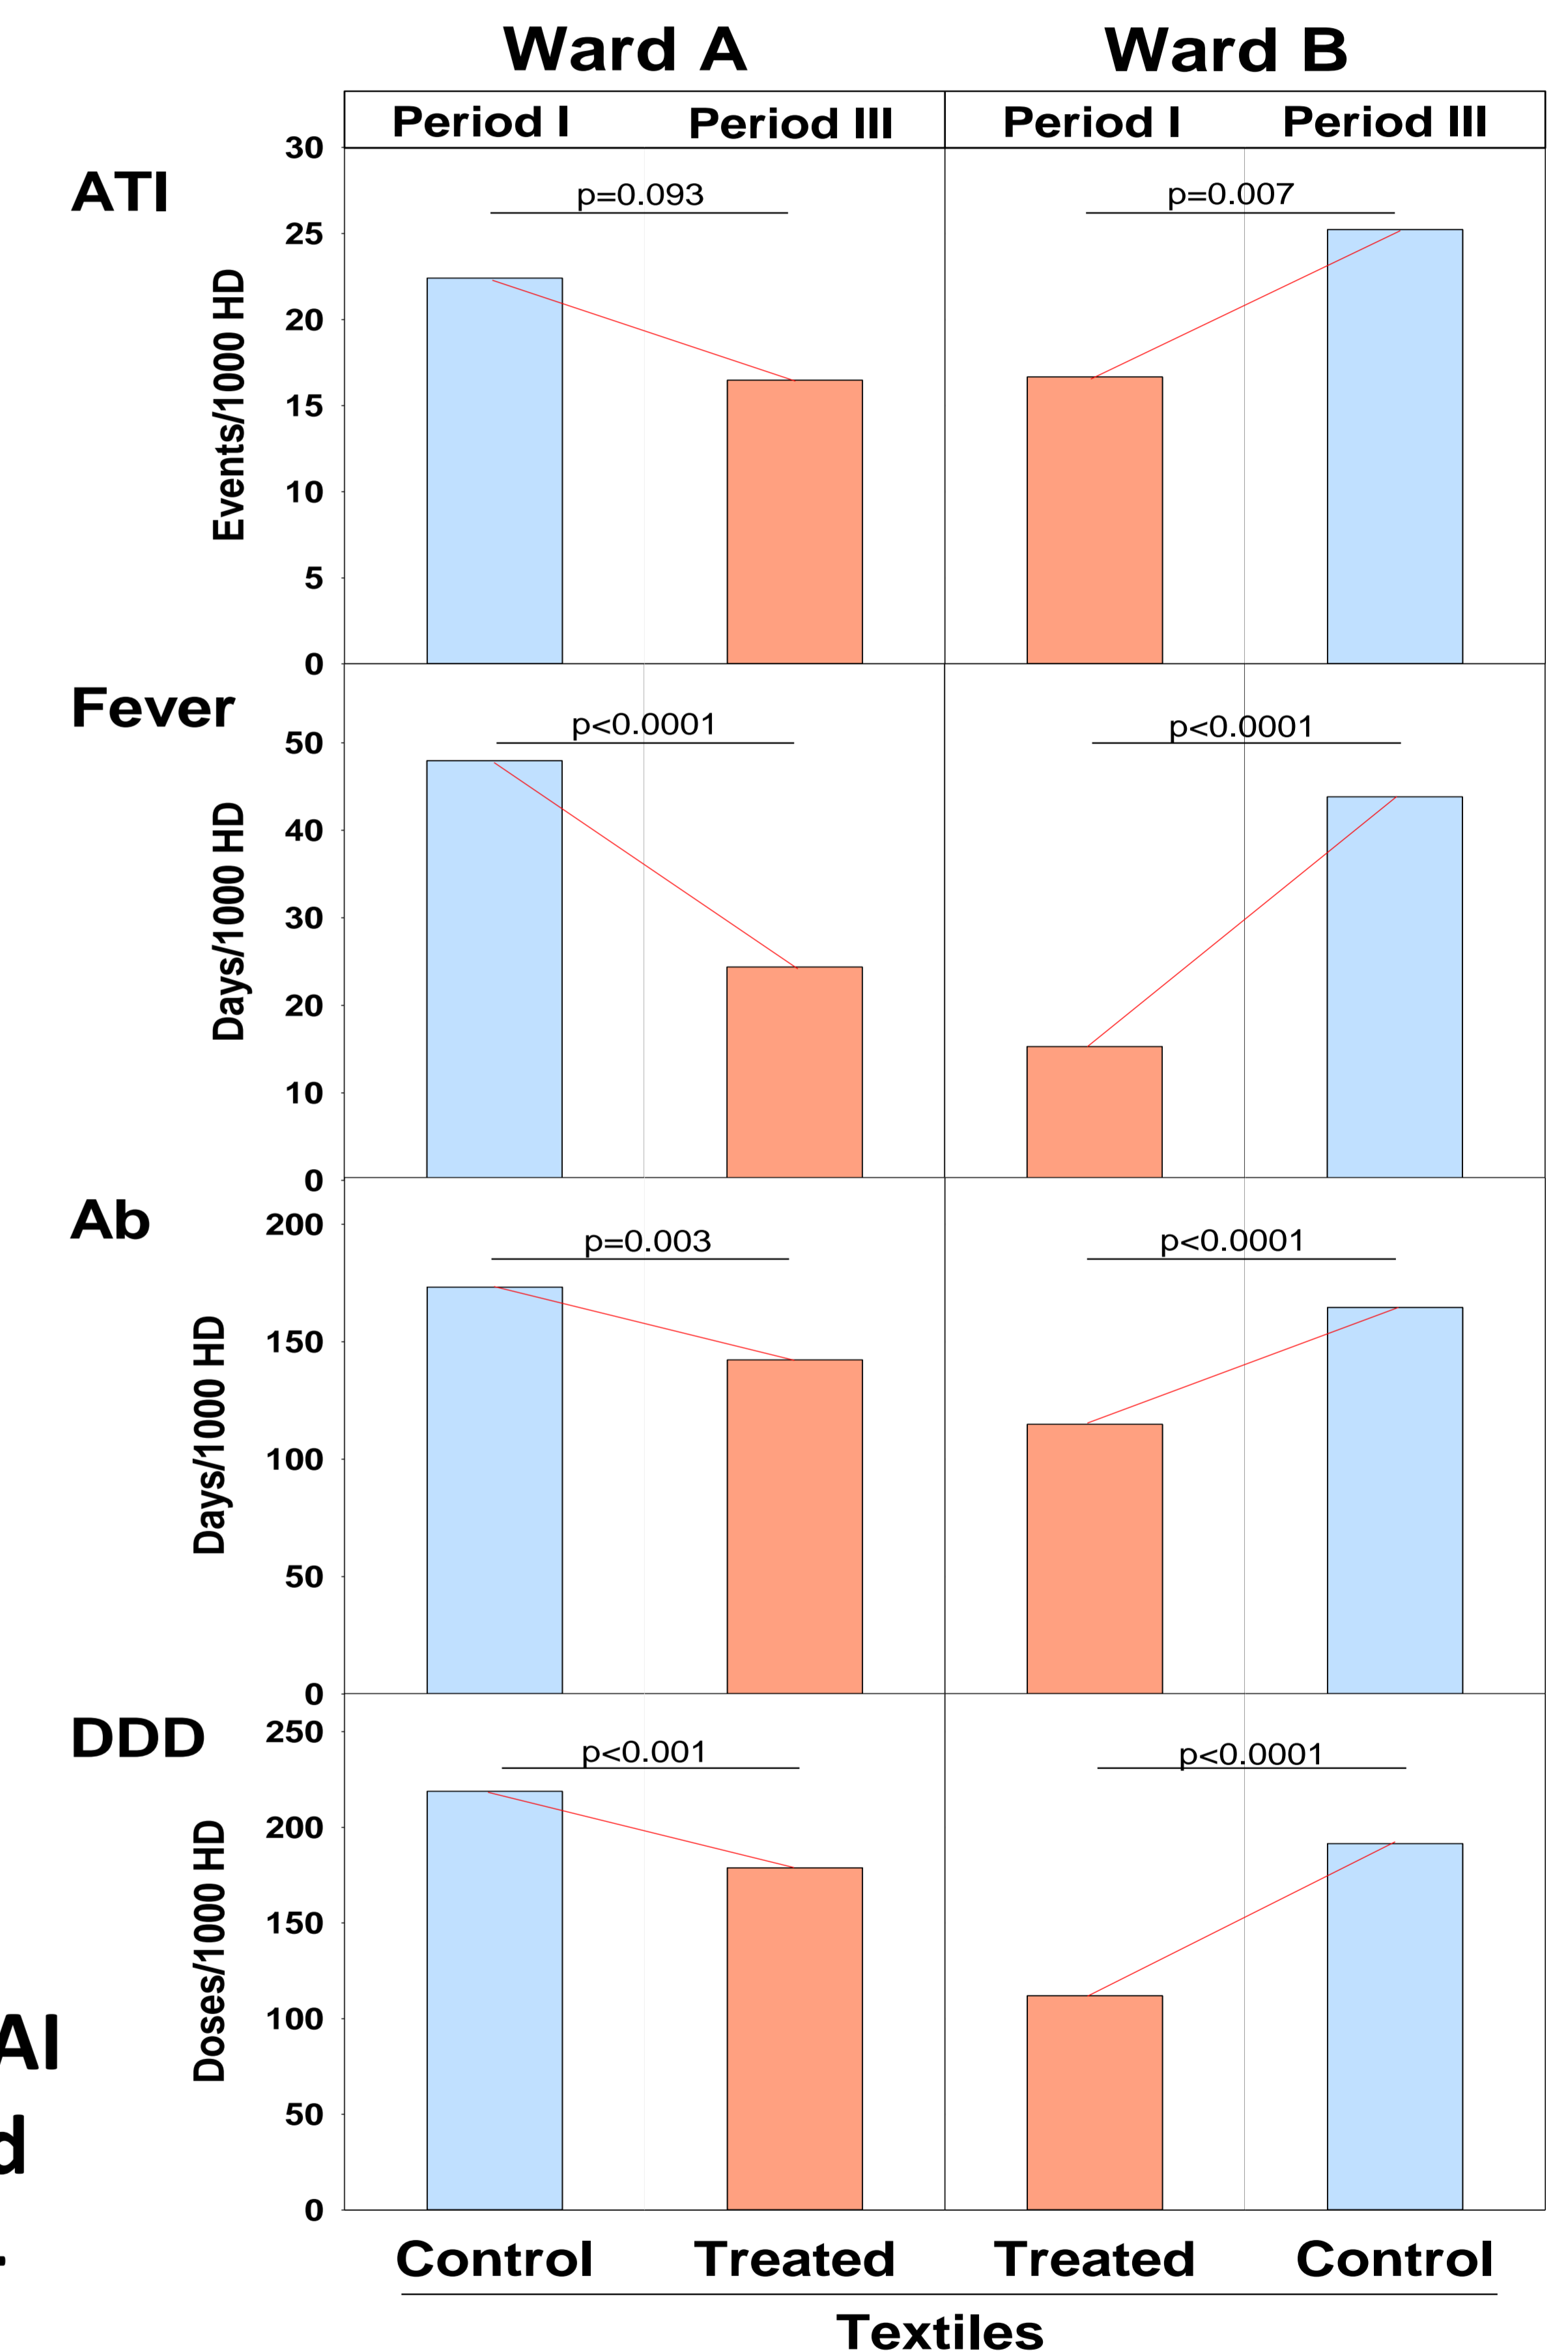 Ward A Ward B
Period I Period III Period I Period III
ATI
Events/1000 HD
30
25
20
15
10
5
0
p=0.093 p=0.007
Fever
Days/1000 HD
50
40
30
20
10
0
p<0.0001 p<0.0001
Ab
Days/1000 HD
200
150
100
50
0
p=0.003 p<0.0001
DDD
Doses/1000 HD
250
200
150
100
50
0
p<0.001 p<0.0001
Control Treated Treated Control
Textiles